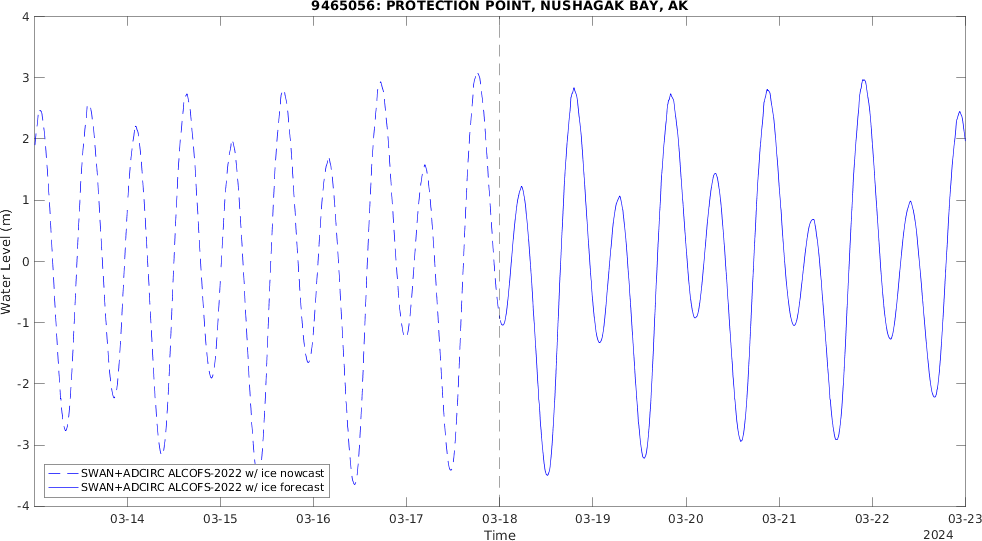 9465056: PROTECTION POINT, NUSHAGAK BAY, AK
4
3
2
1
0
-1
-2
-3
-4
Water Level (m)
SWAN+ADCIRC ALCOFS-2022 w/ ice nowcast
SWAN+ADCIRC ALCOFS-2022 w/ ice forecast
03-14 03-15 03-16 03-17 03-18 03-19 03-20 03-21 03-22 03-23
Time
2024